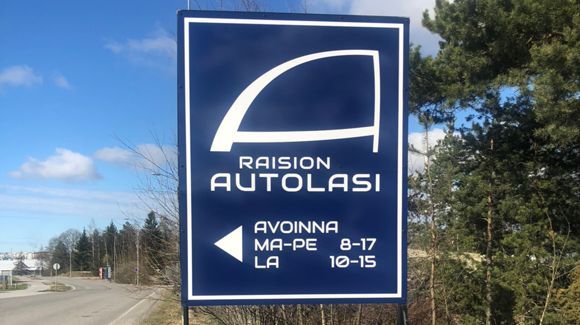 RAISION
AUTOLASI
AVOINNA
MA-PE 8-17
LA 10-15